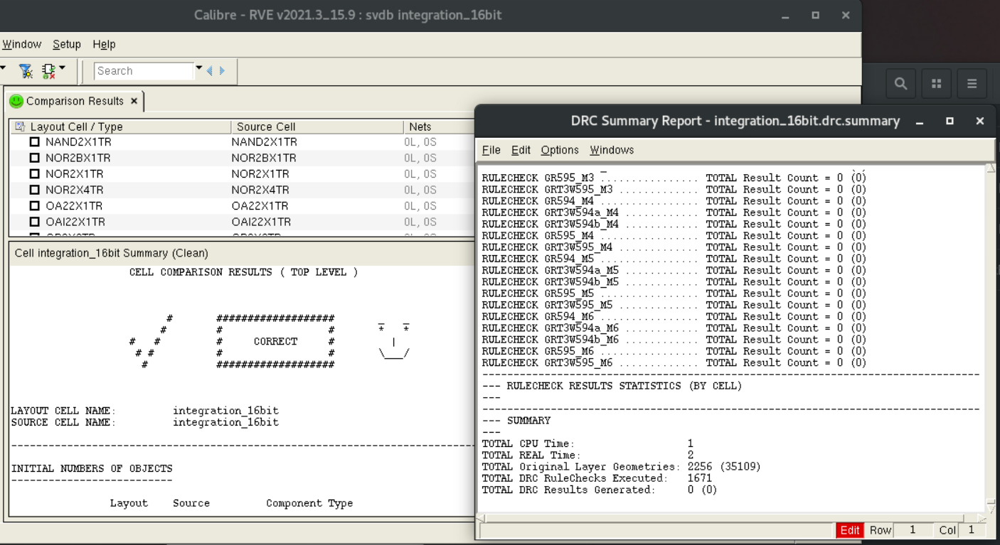 Calibre - RVE v2021.3_15.9 : svdb integration_16bit
Window Setup Help
Search
Comparison Results
Layout Cell / Type Source Cell Nets
NAND2X1TR NAND2X1TR 0L, 0S
NOR2BX1TR NOR2BX1TR 0L, 0S
NOR2X1TR NOR2X1TR 0L, 0S
NOR2X4TR NOR2X4TR 0L, 0S
OA22X1TR OA22X1TR 0L, 0S
OAI22X1TR OAI22X1TR 0L, 0S
Cell integration_16bit Summary (Clean)
CELL COMPARISON RESULTS ( TOP LEVEL )
CORRECT
LAYOUT CELL NAME: integration_16bit
SOURCE CELL NAME: integration_16bit
INITIAL NUMBERS OF OBJECTS
Layout Source Component Type
DRC Summary Report - integration_16bit.drc.summary
File Edit Options Windows
RULECHECK GR595_M3 ................ TOTAL Result Count = 0 (0)
RULECHECK GRT3W595_M3 ............. TOTAL Result Count = 0 (0)
RULECHECK GR594_M4 ................ TOTAL Result Count = 0 (0)
RULECHECK GRT3W594a_M4 ............ TOTAL Result Count = 0 (0)
RULECHECK GRT3W594b_M4 ............ TOTAL Result Count = 0 (0)
RULECHECK GR595_M4 ................ TOTAL Result Count = 0 (0)
RULECHECK GRT3W595_M4 ............. TOTAL Result Count = 0 (0)
RULECHECK GR594_M5 ................ TOTAL Result Count = 0 (0)
RULECHECK GRT3W594a_M5 ............ TOTAL Result Count = 0 (0)
RULECHECK GRT3W594b_M5 ............ TOTAL Result Count = 0 (0)
RULECHECK GR595_M5 ................ TOTAL Result Count = 0 (0)
RULECHECK GRT3W595_M5 ............. TOTAL Result Count = 0 (0)
RULECHECK GR594_M6 ................ TOTAL Result Count = 0 (0)
RULECHECK GRT3W594a_M6 ............ TOTAL Result Count = 0 (0)
RULECHECK GRT3W594b_M6 ............ TOTAL Result Count = 0 (0)
RULECHECK GR595_M6 ................ TOTAL Result Count = 0 (0)
RULECHECK GRT3W595_M6 ............. TOTAL Result Count = 0 (0)
--- RULECHECK RESULTS STATISTICS (BY CELL)
---
--- SUMMARY
---
TOTAL CPU Time: 1
TOTAL REAL Time: 2
TOTAL Original Layer Geometries: 2256 (35109)
TOTAL DRC RuleChecks Executed: 1671
TOTAL DRC Results Generated: 0 (0)
Edit Row 1 Col 1